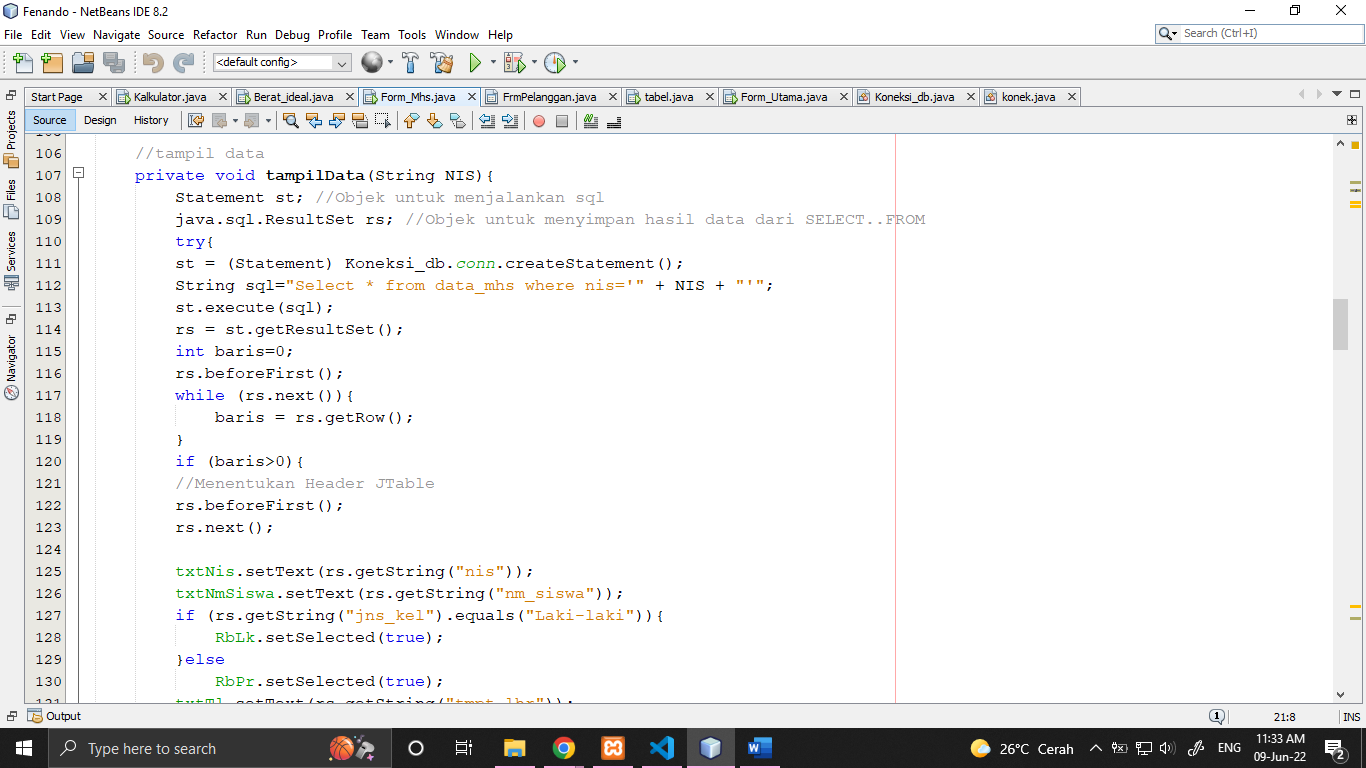 Fenando - NetBeans IDE 8.2
File Edit View Navigate Source Refactor Run Debug Profile Team Tools Window Help
Search (Ctrl+I)
<default config>
Start Page Kalkulator.java Berat_ideal.java Form_Mhs.java FrmPelanggan.java tabel.java Form_Utama.java Koneksi_db.java konek.java
Source Design History
Projects
Files
Services
Navigator
106 //tampil data
107 private void tampilData(String NIS){
108 Statement st; //Objek untuk menjalankan sql
109 java.sql.ResultSet rs; //Objek untuk menyimpan hasil data dari SELECT..FROM
110 try{
111 st = (Statement) Koneksi_db.conn.createStatement();
112 String sql="Select * from data_mhs where nis='" + NIS + "'";
113 st.execute(sql);
114 rs = st.getResultSet();
115 int baris=0;
116 rs.beforeFirst();
117 while (rs.next()){
118 baris = rs.getRow();
119 }
120 if (baris>0){
121 //Menentukan Header JTable
122 rs.beforeFirst();
123 rs.next();
124
125 txtNis.setText(rs.getString("nis"));
126 txtNmSiswa.setText(rs.getString("nm_siswa"));
127 if (rs.getString("jns_kel").equals("Laki-laki")){
128 RbLk.setSelected(true);
129 }else
130 RbPr.setSelected(true);
Output
1
21:8
INS
Type here to search
26°C Cerah
ENG
11:33 AM
09-Jun-22
2